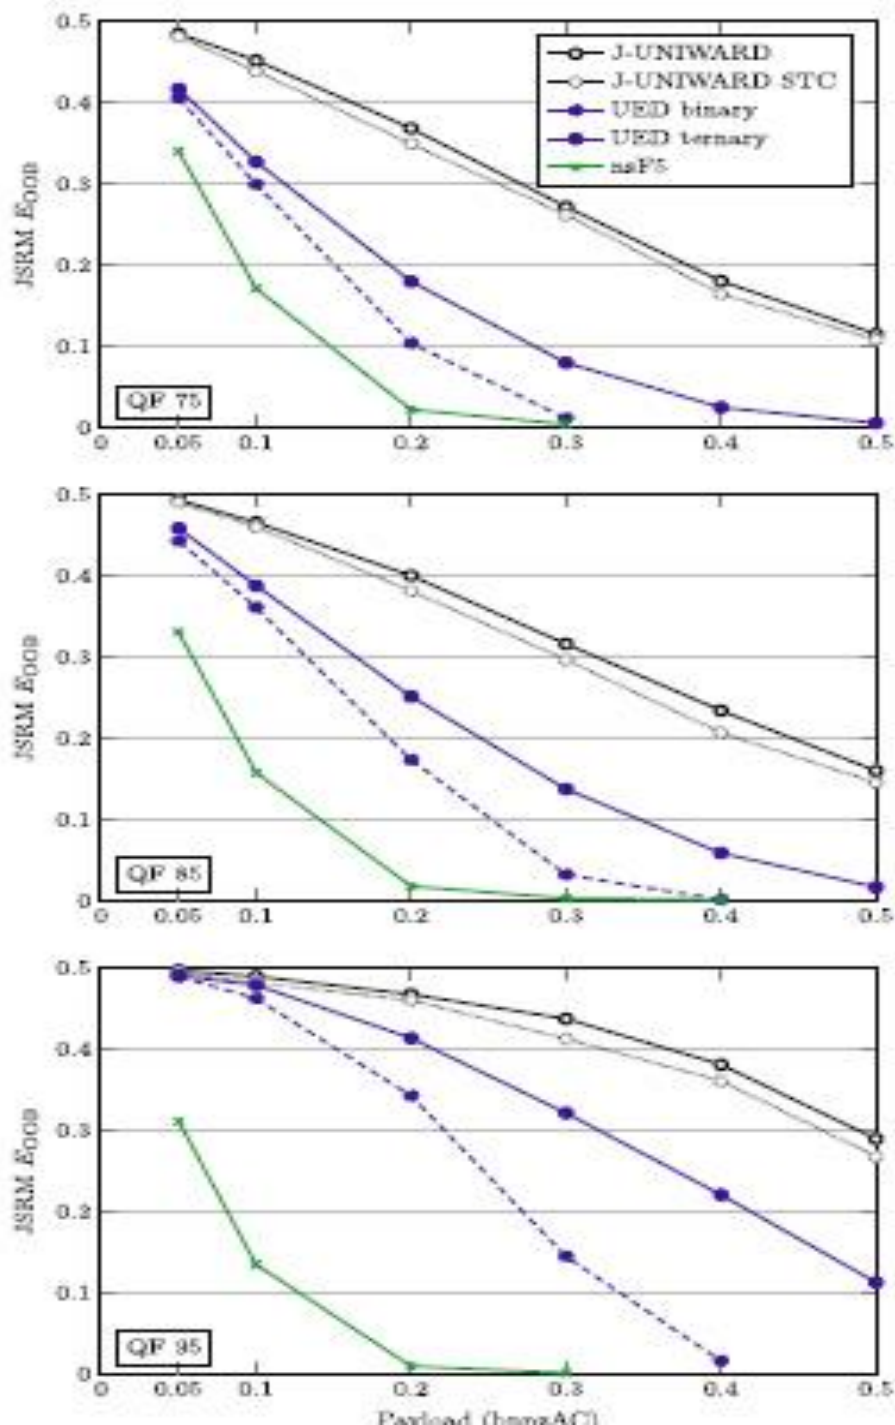 0.5
0.4
0.3
0.2
0.1
0
JSRM E_OOB
J-UNIWARD
J-UNIWARD STC
UED binary
UED ternary
nsF5
QF 75
0 0.05 0.1 0.2 0.3 0.4 0.5
0.5
0.4
0.3
0.2
0.1
0
JSRM E_OOB
QF 85
0 0.05 0.1 0.2 0.3 0.4 0.5
0.5
0.4
0.3
0.2
0.1
0
JSRM E_OOB
QF 95
0 0.05 0.1 0.2 0.3 0.4 0.5
Payload (bpnzAC)